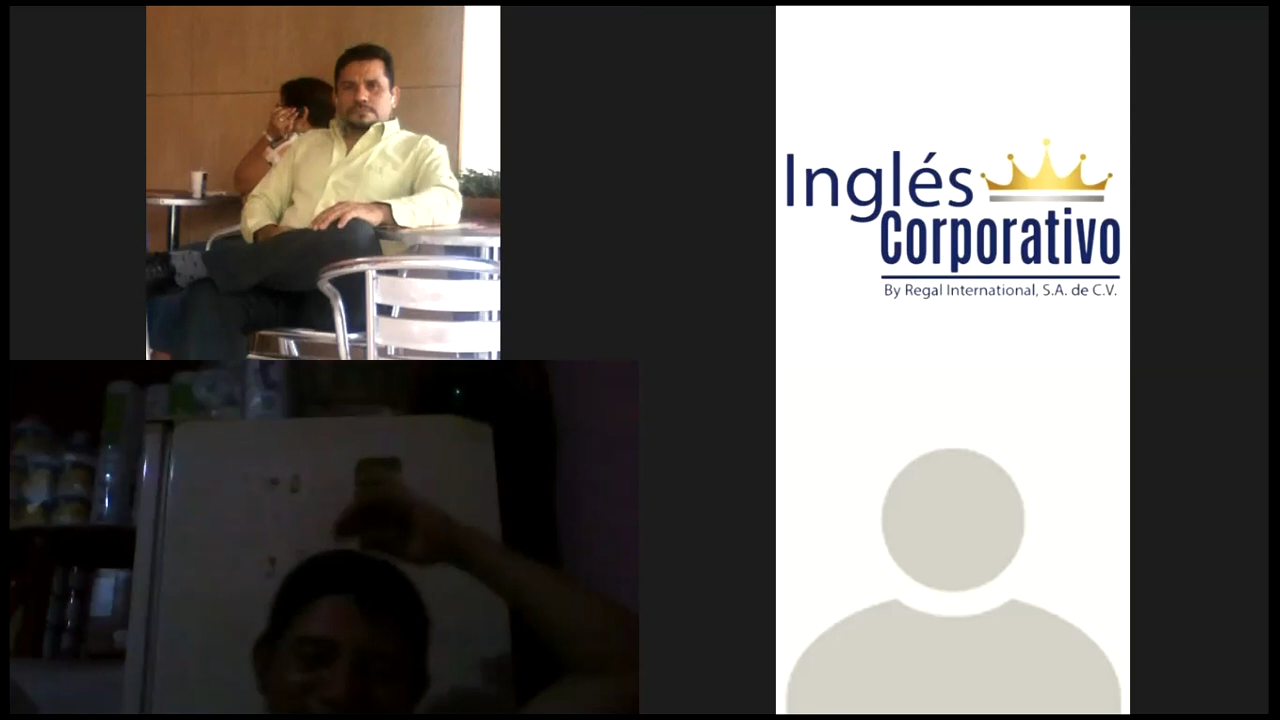 Inglés
Corporativo
By Regal International, S.A. de C.V.